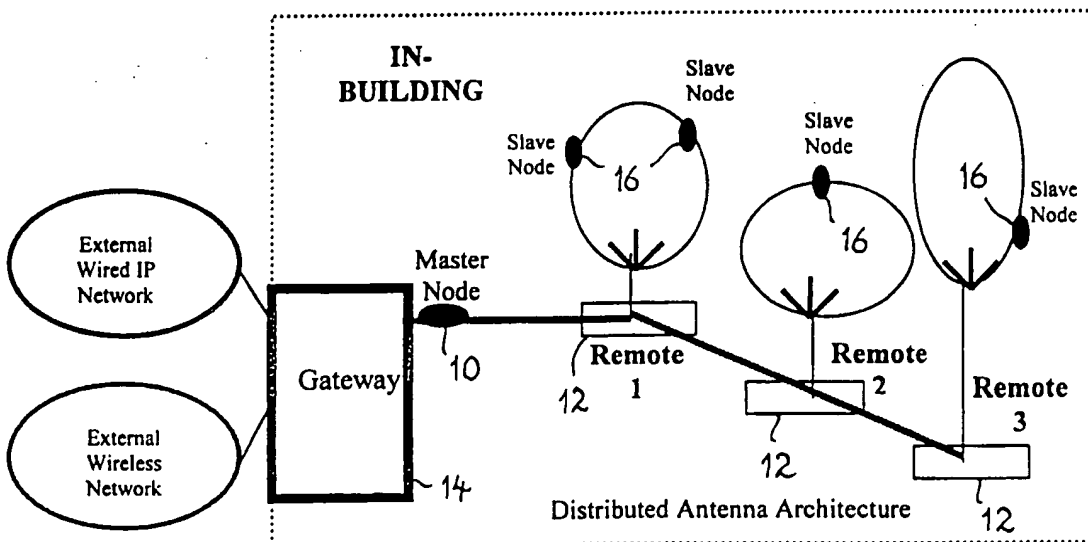 IN-
BUILDING
Slave
Node
16
Slave
Node
Slave
Node
16
Slave
Node
16
External
Wired IP
Network
Master
Node
10
Gateway
14
External
Wireless
Network
12
Remote
1
12
Remote
2
12
Remote
3
Distributed Antenna Architecture